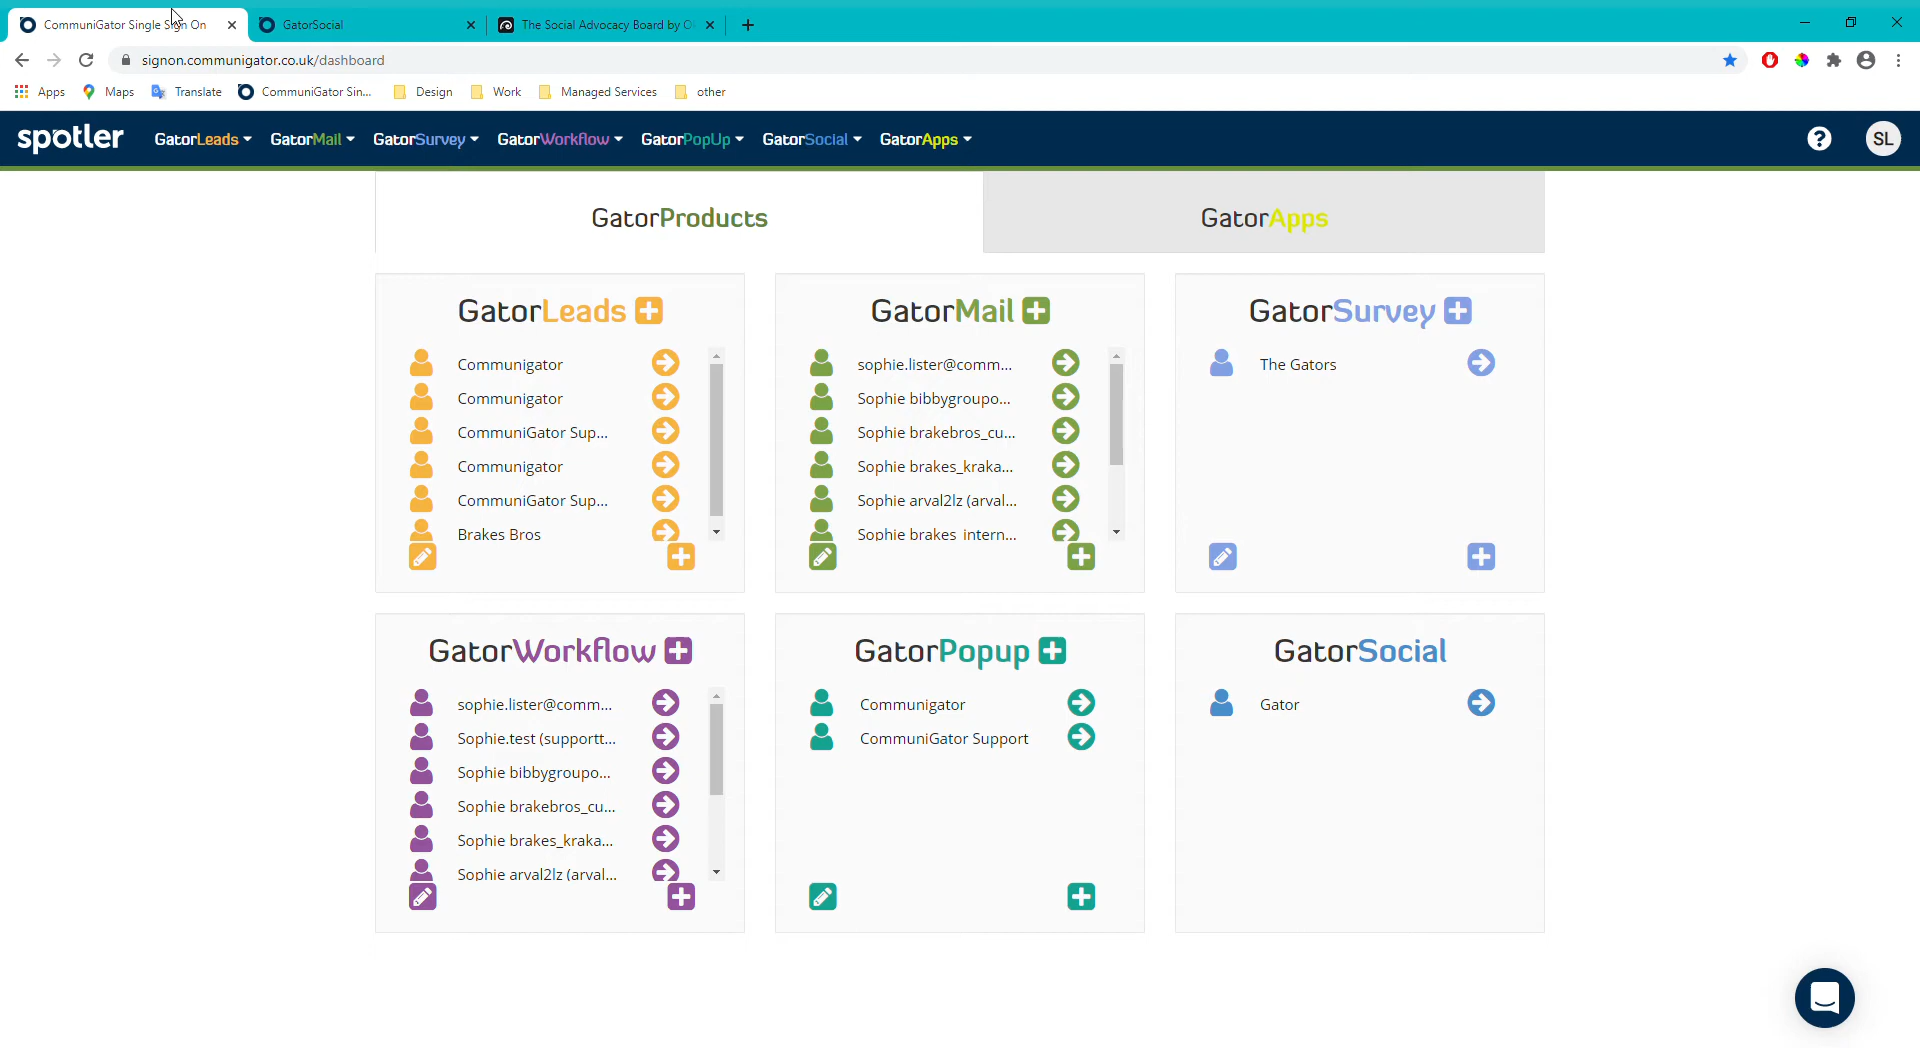 CommuniGator Single Sign On
GatorSocial
The Social Advocacy Board by O
signon.communigator.co.uk/dashboard
Apps
Maps
Translate
CommuniGator Sin...
Design
Work
Managed Services
other
spotler
GatorLeads
GatorMail
GatorSurvey
GatorWorkflow
GatorPopUp
GatorSocial
GatorApps
?
SL
GatorProducts
GatorApps
GatorLeads
Communigator
Communigator
CommuniGator Sup...
Communigator
CommuniGator Sup...
Brakes Bros
GatorMail
sophie.lister@comm...
Sophie bibbygroupo...
Sophie brakebros_cu...
Sophie brakes_kraka...
Sophie arval2lz (arval...
Sophie brakes_intern...
GatorSurvey
The Gators
GatorWorkflow
sophie.lister@comm...
Sophie.test (supportt...
Sophie bibbygroupo...
Sophie brakebros_cu...
Sophie brakes_kraka...
Sophie arval2lz (arval...
GatorPopup
Communigator
CommuniGator Support
GatorSocial
Gator